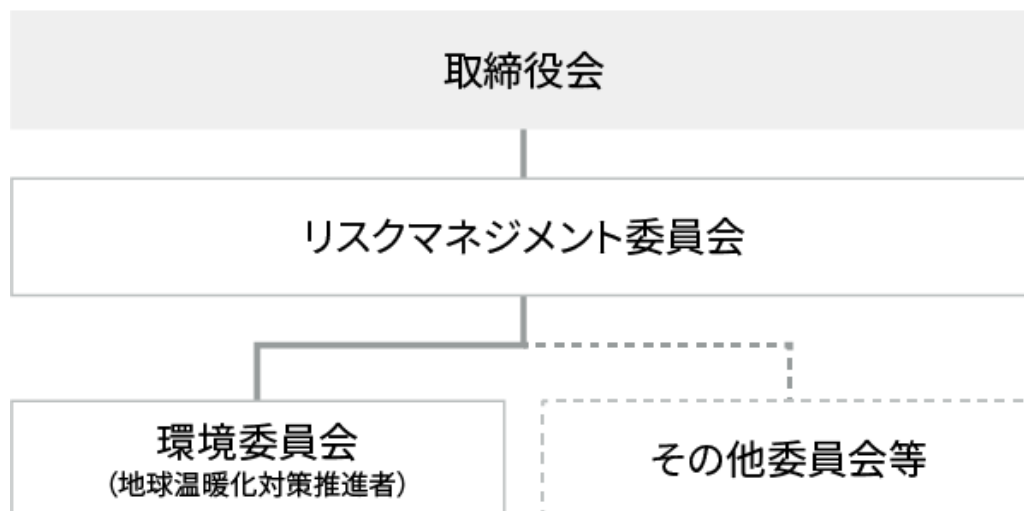 取締役会
リスクマネジメント委員会
環境委員会
（地球温暖化対策推進者）
その他委員会等